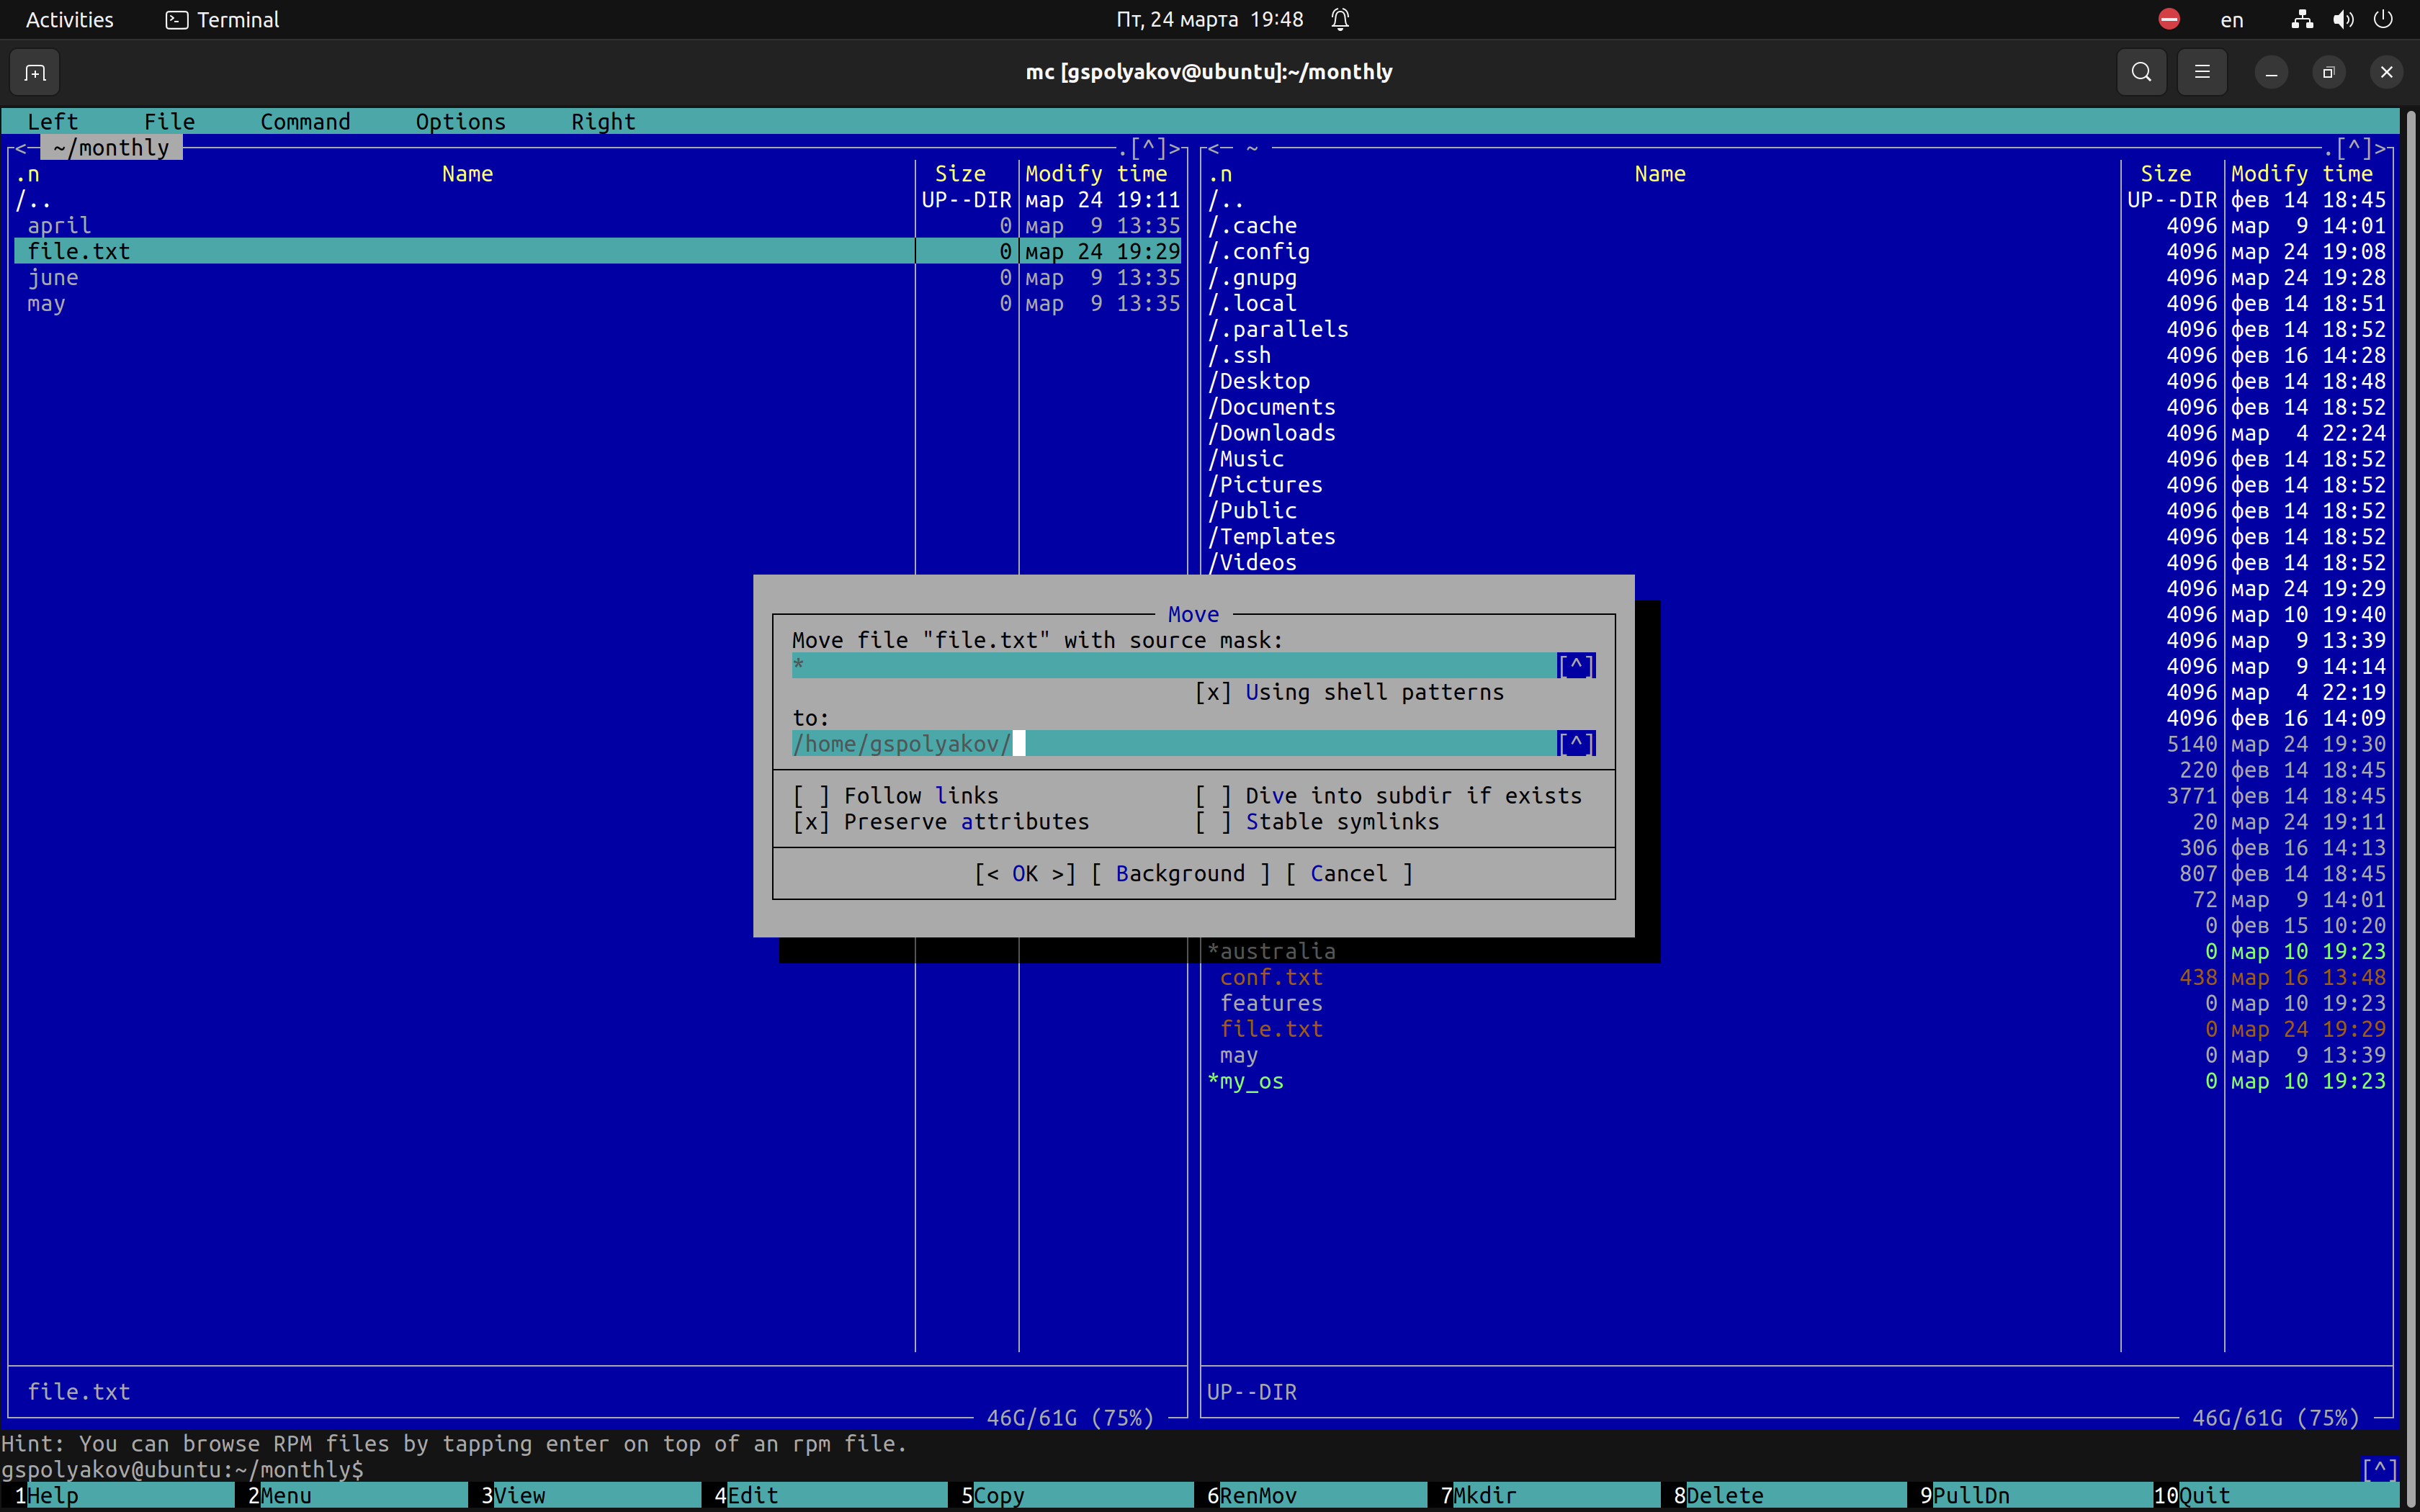 Activities Terminal Пт, 24 марта 19:48 en
mc [gspolyakov@ubuntu]:~/monthly
Left File Command Options Right
<─ ~/monthly .[^]>
.n Name Size Modify time
/.. UP--DIR мар 24 19:11
april 0 мар 9 13:35
file.txt 0 мар 24 19:29
june 0 мар 9 13:35
may 0 мар 9 13:35
<─ ~ .[^]>
.n Name Size Modify time
/.. UP--DIR фев 14 18:45
/.cache 4096 мар 9 14:01
/.config 4096 мар 24 19:08
/.gnupg 4096 мар 24 19:28
/.local 4096 фев 14 18:51
/.parallels 4096 фев 14 18:52
/.ssh 4096 фев 16 14:28
/Desktop 4096 фев 14 18:48
/Documents 4096 фев 14 18:52
/Downloads 4096 мар 4 22:24
/Music 4096 фев 14 18:52
/Pictures 4096 фев 14 18:52
/Public 4096 фев 14 18:52
/Templates 4096 фев 14 18:52
/Videos 4096 фев 14 18:52
4096 мар 24 19:29
4096 мар 10 19:40
4096 мар 9 13:39
4096 мар 9 14:14
4096 мар 4 22:19
4096 фев 16 14:09
5140 мар 24 19:30
220 фев 14 18:45
3771 фев 14 18:45
20 мар 24 19:11
306 фев 16 14:13
807 фев 14 18:45
72 мар 9 14:01
0 фев 15 10:20
*australia 0 мар 10 19:23
conf.txt 438 мар 16 13:48
features 0 мар 10 19:23
file.txt 0 мар 24 19:29
may 0 мар 9 13:39
*my_os 0 мар 10 19:23
Move
Move file "file.txt" with source mask:
* [^]
[x] Using shell patterns
to:
/home/gspolyakov/ [^]
[ ] Follow links [ ] Dive into subdir if exists
[x] Preserve attributes [ ] Stable symlinks
[< OK >] [ Background ] [ Cancel ]
file.txt
46G/61G (75%)
UP--DIR
46G/61G (75%)
Hint: You can browse RPM files by tapping enter on top of an rpm file.
gspolyakov@ubuntu:~/monthly$ [^]
1Help 2Menu 3View 4Edit 5Copy 6RenMov 7Mkdir 8Delete 9PullDn 10Quit